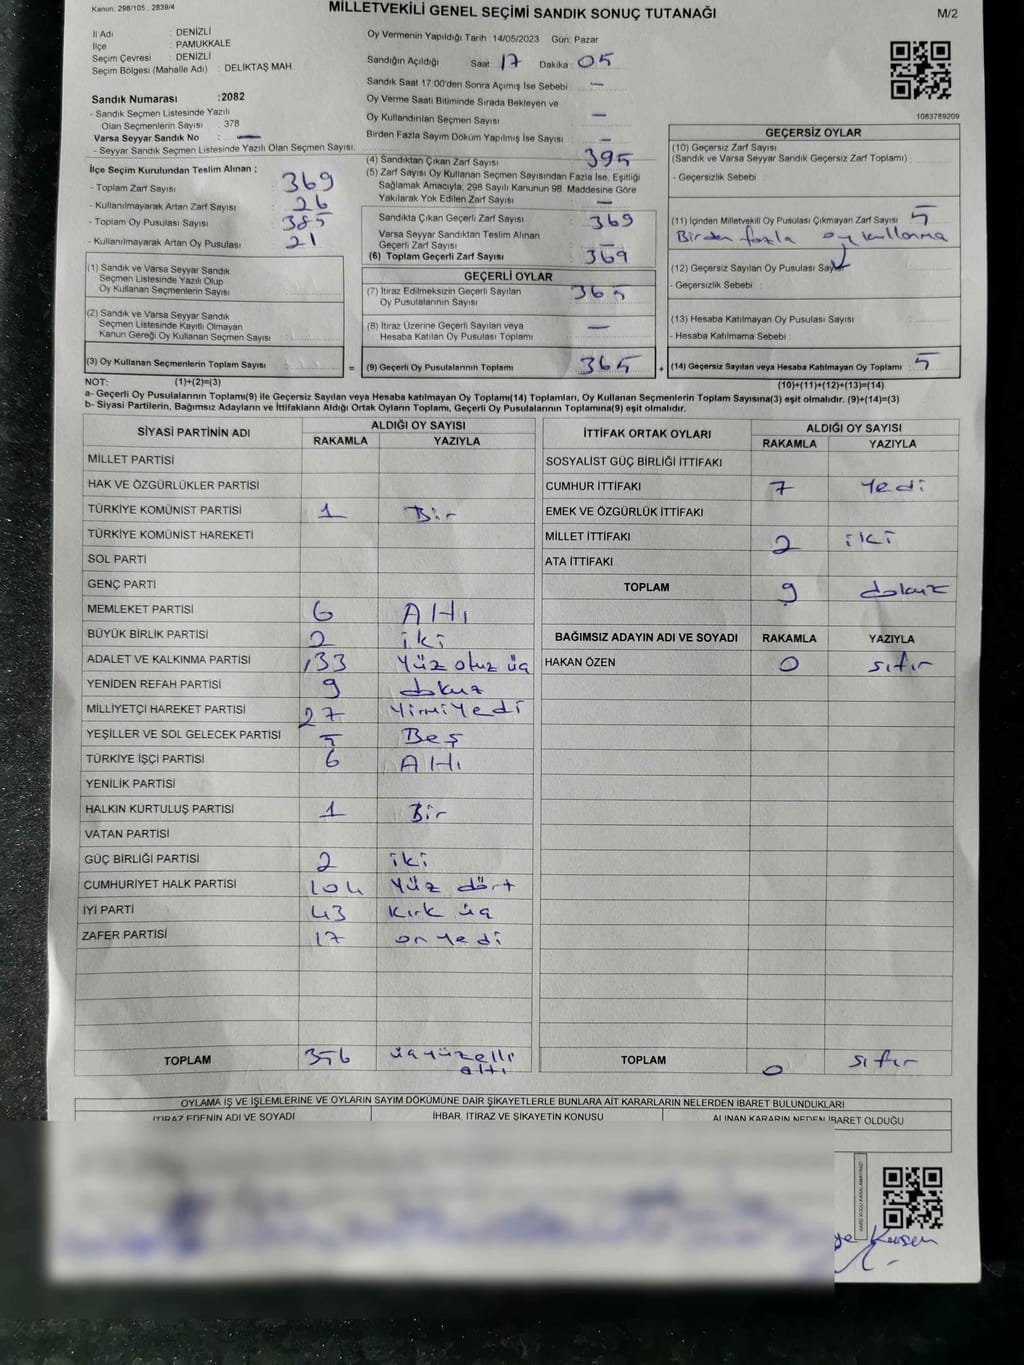 Kanun; 298/105 , 2839/4
MİLLETVEKİLİ GENEL SEÇİMİ SANDIK SONUÇ TUTANAĞI
M/2
İl Adı : DENİZLİ
İlçe : PAMUKKALE
Seçim Çevresi : DENİZLİ
Seçim Bölgesi (Mahalle Adı) : DELİKTAŞ MAH.
Sandık Numarası :2082
- Sandık Seçmen Listesinde Yazılı
Olan Seçmenlerin Sayısı : 378
Varsa Seyyar Sandık No : —
- Seyyar Sandık Seçmen Listesinde Yazılı Olan Seçmen Sayısı:
İlçe Seçim Kurulundan Teslim Alınan ;
- Toplam Zarf Sayısı : 369
- Kullanılmayarak Artan Zarf Sayısı : 26
- Toplam Oy Pusulası Sayısı : 385
- Kullanılmayarak Artan Oy Pusulası : 21
(1) Sandık ve Varsa Seyyar Sandık
Seçmen Listesinde Yazılı Olup
Oy Kullanan Seçmenlerin Sayısı :
(2) Sandık ve Varsa Seyyar Sandık
Seçmen Listesinde Kayıtlı Olmayan
Kanun Gereği Oy Kullanan Seçmen Sayısı :
(3) Oy Kullanan Seçmenlerin Toplam Sayısı :
Oy Vermenin Yapıldığı Tarih : 14/05/2023 Gün: Pazar
Sandığın Açıldığı Saat : 17 Dakika : 05
Sandık Saat 17:00'den Sonra Açılmış İse Sebebi : —
Oy Verme Saati Bitiminde Sırada Bekleyen ve
Oy Kullandırılan Seçmen Sayısı : —
Birden Fazla Sayım Döküm Yapılmış İse Sayısı : —
(4) Sandıktan Çıkan Zarf Sayısı : 395
(5) Zarf Sayısı Oy Kullanan Seçmen Sayısından Fazla İse, Eşitliği
Sağlamak Amacıyla; 298 Sayılı Kanunun 98. Maddesine Göre
Yakılarak Yok Edilen Zarf Sayısı : —
Sandıkta Çıkan Geçerli Zarf Sayısı : 369
Varsa Seyyar Sandıktan Teslim Alınan
Geçerli Zarf Sayısı :
(6) Toplam Geçerli Zarf Sayısı : 369
GEÇERLİ OYLAR
(7) İtiraz Edilmeksizin Geçerli Sayılan
Oy Pusulalarının Sayısı : 365
(8) İtiraz Üzerine Geçerli Sayılan veya
Hesaba Katılan Oy Pusulası Toplamı : —
= (9) Geçerli Oy Pusulalarının Toplamı : 365
1083789209
GEÇERSİZ OYLAR
(10) Geçersiz Zarf Sayısı
(Sandık ve Varsa Seyyar Sandık Geçersiz Zarf Toplamı) :
- Geçersizlik Sebebi :
(11) İçinden Milletvekili Oy Pusulası Çıkmayan Zarf Sayısı : 5
Birden fazla oy kullanma
(12) Geçersiz Sayılan Oy Pusulası Sayısı
- Geçersizlik Sebebi :
(13) Hesaba Katılmayan Oy Pusulası Sayısı :
- Hesaba Katılmama Sebebi :
+ (14) Geçersiz Sayılan veya Hesaba Katılmayan Oy Toplamı : 5
NOT: (1)+(2)=(3)
(10)+(11)+(12)+(13)=(14)
a- Geçerli Oy Pusulalarının Toplamı(9) ile Geçersiz Sayılan veya Hesaba katılmayan Oy Toplamı(14) Toplamları, Oy Kullanan Seçmenlerin Toplam Sayısına(3) eşit olmalıdır. (9)+(14)=(3)
b- Siyasi Partilerin, Bağımsız Adayların ve İttifakların Aldığı Ortak Oyların Toplamı, Geçerli Oy Pusulalarının Toplamına(9) eşit olmalıdır.
SİYASİ PARTİNİN ADI
ALDIĞI OY SAYISI
RAKAMLA YAZIYLA
MİLLET PARTİSİ
HAK VE ÖZGÜRLÜKLER PARTİSİ
TÜRKİYE KOMÜNİST PARTİSİ 1 Bir
TÜRKİYE KOMÜNİST HAREKETİ
SOL PARTİ
GENÇ PARTİ
MEMLEKET PARTİSİ 6 Altı
BÜYÜK BİRLİK PARTİSİ 2 iki
ADALET VE KALKINMA PARTİSİ 133 Yüz otuz üç
YENİDEN REFAH PARTİSİ 9 dokuz
MİLLİYETÇİ HAREKET PARTİSİ 27 Yirmi Yedi
YEŞİLLER VE SOL GELECEK PARTİSİ 5 Beş
TÜRKİYE İŞÇİ PARTİSİ 6 Altı
YENİLİK PARTİSİ
HALKIN KURTULUŞ PARTİSİ 1 Bir
VATAN PARTİSİ
GÜÇ BİRLİĞİ PARTİSİ 2 iki
CUMHURİYET HALK PARTİSİ 104 Yüz dört
İYİ PARTİ 43 kırk üç
ZAFER PARTİSİ 17 on yedi
TOPLAM 356 üçyüzelli
altı
İTTİFAK ORTAK OYLARI
ALDIĞI OY SAYISI
RAKAMLA YAZIYLA
SOSYALİST GÜÇ BİRLİĞİ İTTİFAKI
CUMHUR İTTİFAKI 7 Yedi
EMEK VE ÖZGÜRLÜK İTTİFAKI
MİLLET İTTİFAKI 2 iki
ATA İTTİFAKI
TOPLAM 9 dokuz
BAĞIMSIZ ADAYIN ADI VE SOYADI RAKAMLA YAZIYLA
HAKAN ÖZEN 0 sıfır
TOPLAM 0 sıfır
OYLAMA İŞ VE İŞLEMLERİNE VE OYLARIN SAYIM DÖKÜMÜNE DAİR ŞİKAYETLERLE BUNLARA AİT KARARLARIN NELERDEN İBARET BULUNDUKLARI
İTİRAZ EDENİN ADI VE SOYADI
İHBAR, İTİRAZ VE ŞİKAYETİN KONUSU
ALINAN KARARIN NEDEN İBARET OLDUĞU